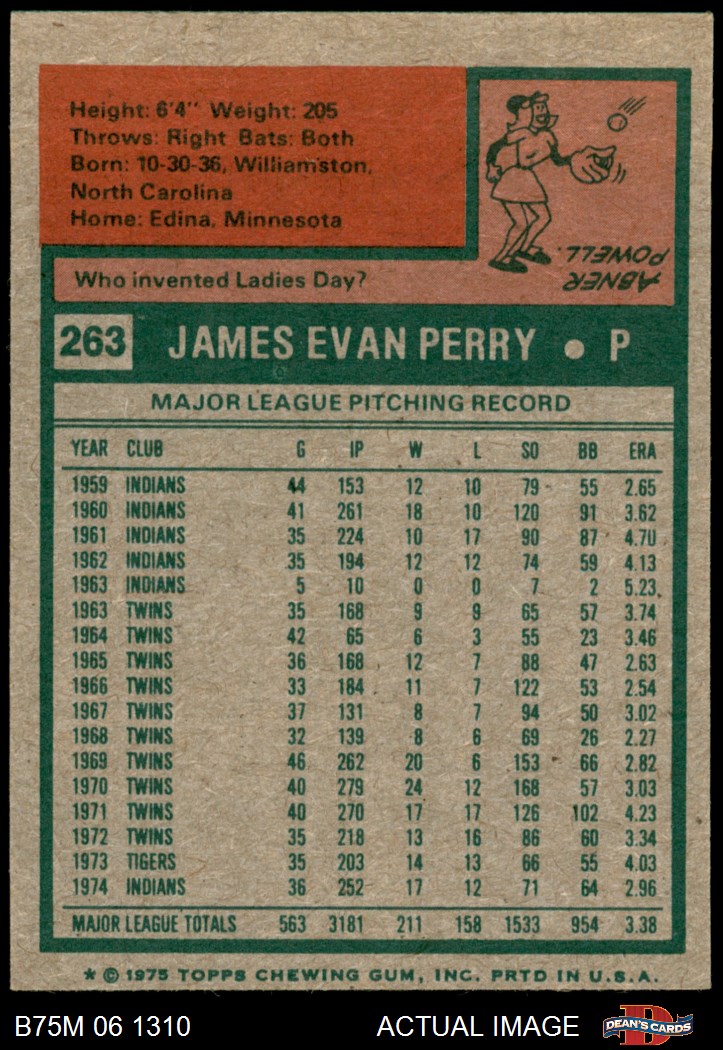 Height: 6'4" Weight: 205
Throws: Right Bats: Both
Born: 10-30-36, Williamston,
North Carolina
Home: Edina, Minnesota
ABNER
POWELL.
Who invented Ladies Day?
263 JAMES EVAN PERRY • P
MAJOR LEAGUE PITCHING RECORD
YEAR CLUB G IP W L SO BB ERA
1959 INDIANS 44 153 12 10 79 55 2.65
1960 INDIANS 41 261 18 10 120 91 3.62
1961 INDIANS 35 224 10 17 90 87 4.70
1962 INDIANS 35 194 12 12 74 59 4.13
1963 INDIANS 5 10 0 0 7 2 5.23
1963 TWINS 35 168 9 9 65 57 3.74
1964 TWINS 42 65 6 3 55 23 3.46
1965 TWINS 36 168 12 7 88 47 2.63
1966 TWINS 33 184 11 7 122 53 2.54
1967 TWINS 37 131 8 7 94 50 3.02
1968 TWINS 32 139 8 6 69 26 2.27
1969 TWINS 46 262 20 6 153 66 2.82
1970 TWINS 40 279 24 12 168 57 3.03
1971 TWINS 40 270 17 17 126 102 4.23
1972 TWINS 35 218 13 16 86 60 3.34
1973 TIGERS 35 203 14 13 66 55 4.03
1974 INDIANS 36 252 17 12 71 64 2.96
MAJOR LEAGUE TOTALS 563 3181 211 158 1533 954 3.38
* © 1975 TOPPS CHEWING GUM, INC. PRTD IN U.S.A.
B75M 06 1310 ACTUAL IMAGE D DEAN'S CARDS